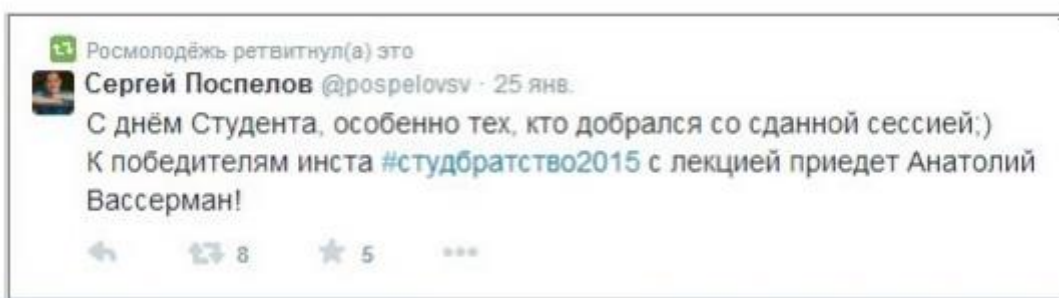 Росмолодёжь ретвитнул(а) это
Сергей Поспелов @pospelovsv · 25 янв.
С днём Студента, особенно тех, кто добрался со сданной сессией;)
К победителям инста #студбратство2015 с лекцией приедет Анатолий
Вассерман!
8 5